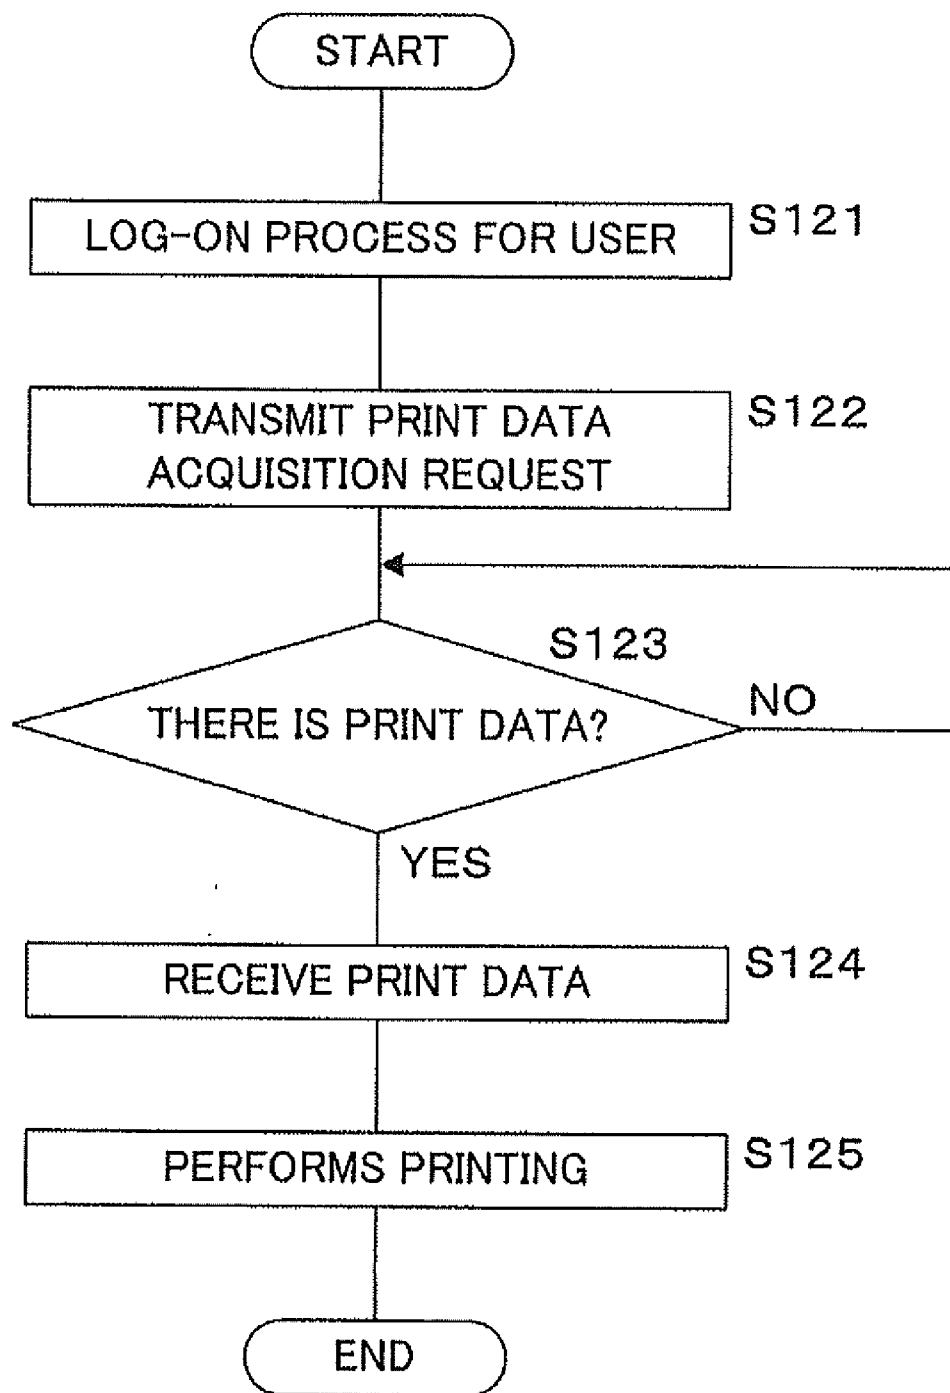 START
LOG-ON PROCESS FOR USER
S121
TRANSMIT PRINT DATA
ACQUISITION REQUEST
S122
S123
THERE IS PRINT DATA?
NO
YES
RECEIVE PRINT DATA
S124
PERFORMS PRINTING
S125
END